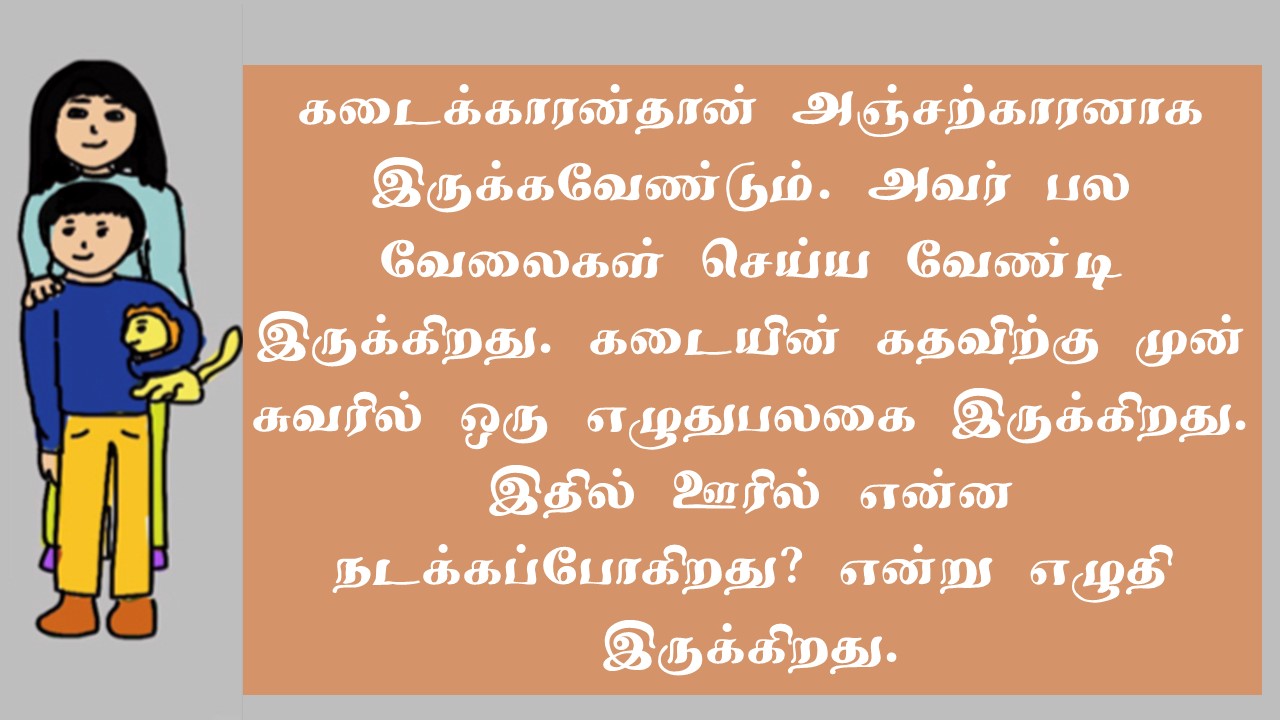 கடைக்காரன்தான் அஞ்சற்காரனாக
இருக்கவேண்டும். அவர் பல
வேலைகள் செய்ய வேண்டி
இருக்கிறது. கடையின் கதவிற்கு முன்
சுவரில் ஒரு எழுதுபலகை இருக்கிறது.
இதில் ஊரில் என்ன
நடக்கப்போகிறது? என்று எழுதி
இருக்கிறது.